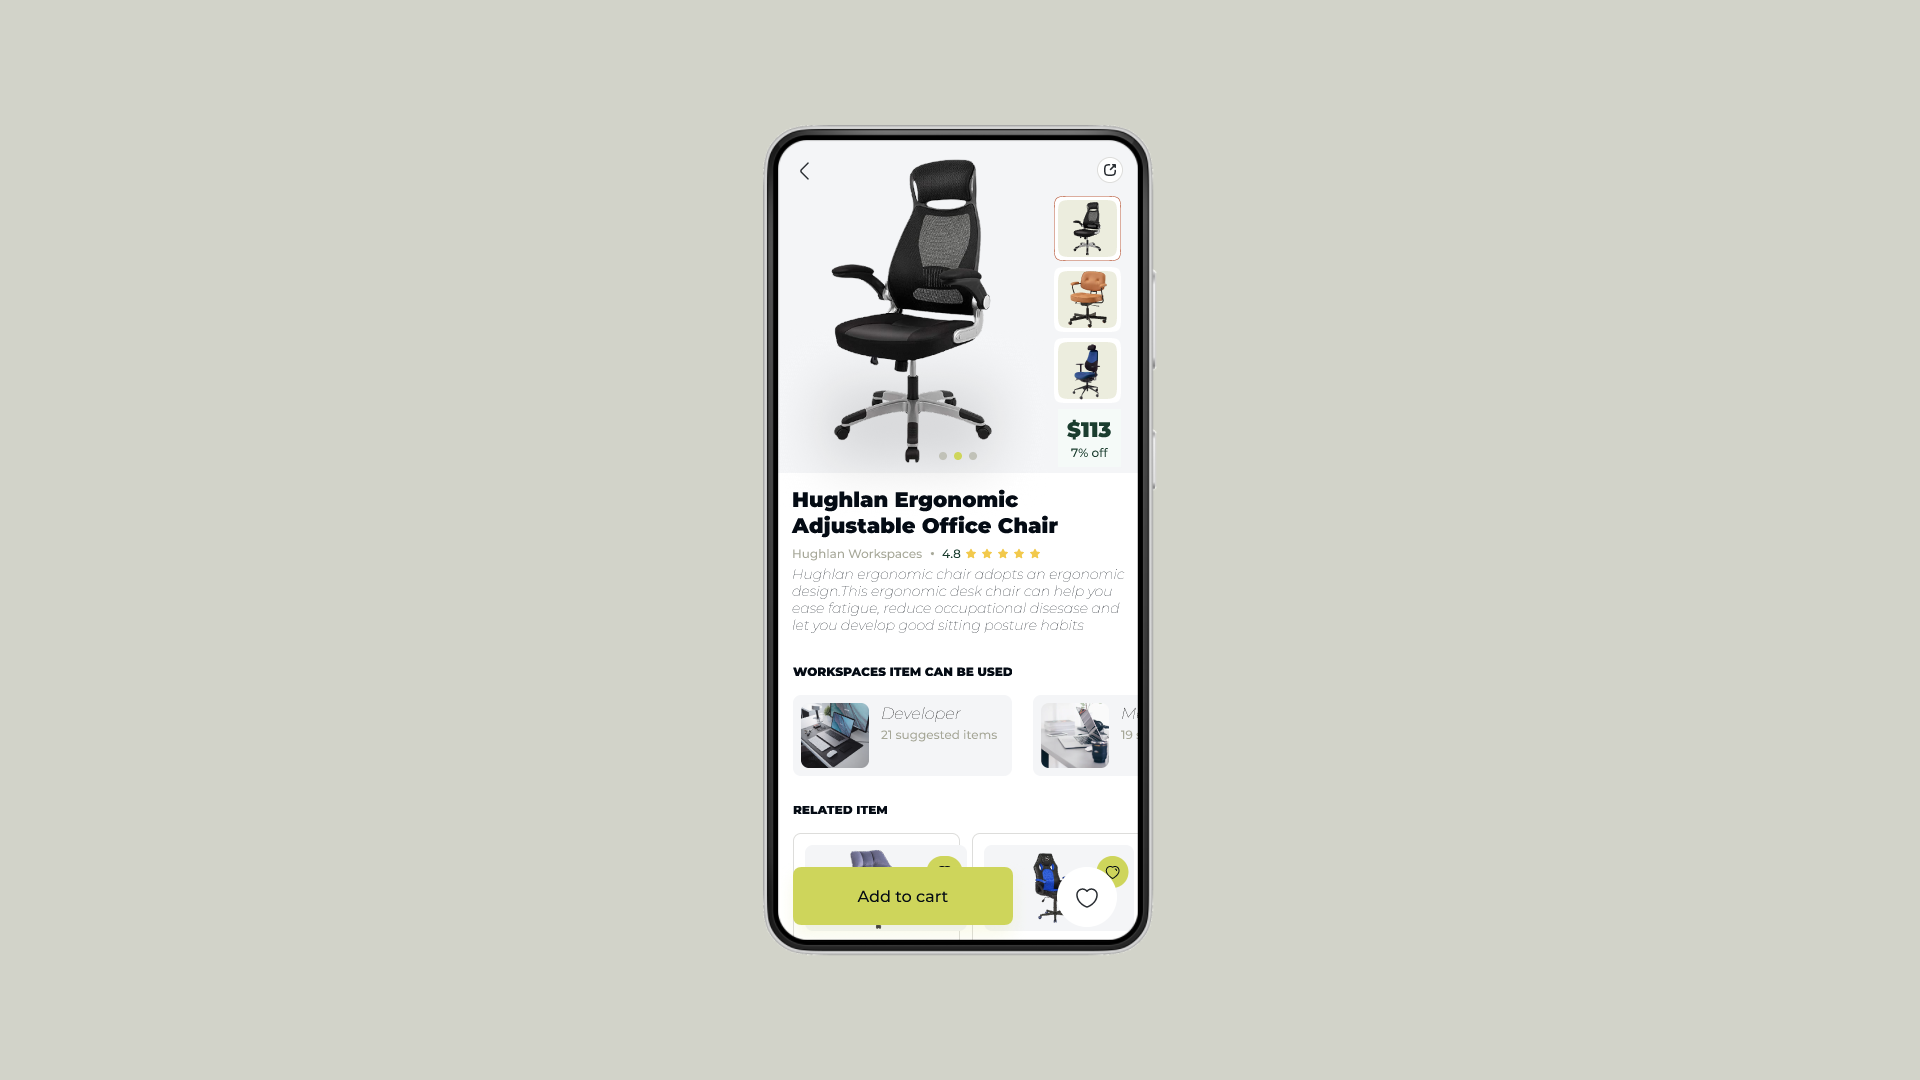 $113
7% off
Hughlan Ergonomic
Adjustable Office Chair
Hughlan Workspaces • 4.8
Hughlan ergonomic chair adopts an ergonomic
design.This ergonomic desk chair can help you
ease fatigue, reduce occupational disesase and
let you develop good sitting posture habits
WORKSPACES ITEM CAN BE USED
Developer
21 suggested items
19
RELATED ITEM
Add to cart